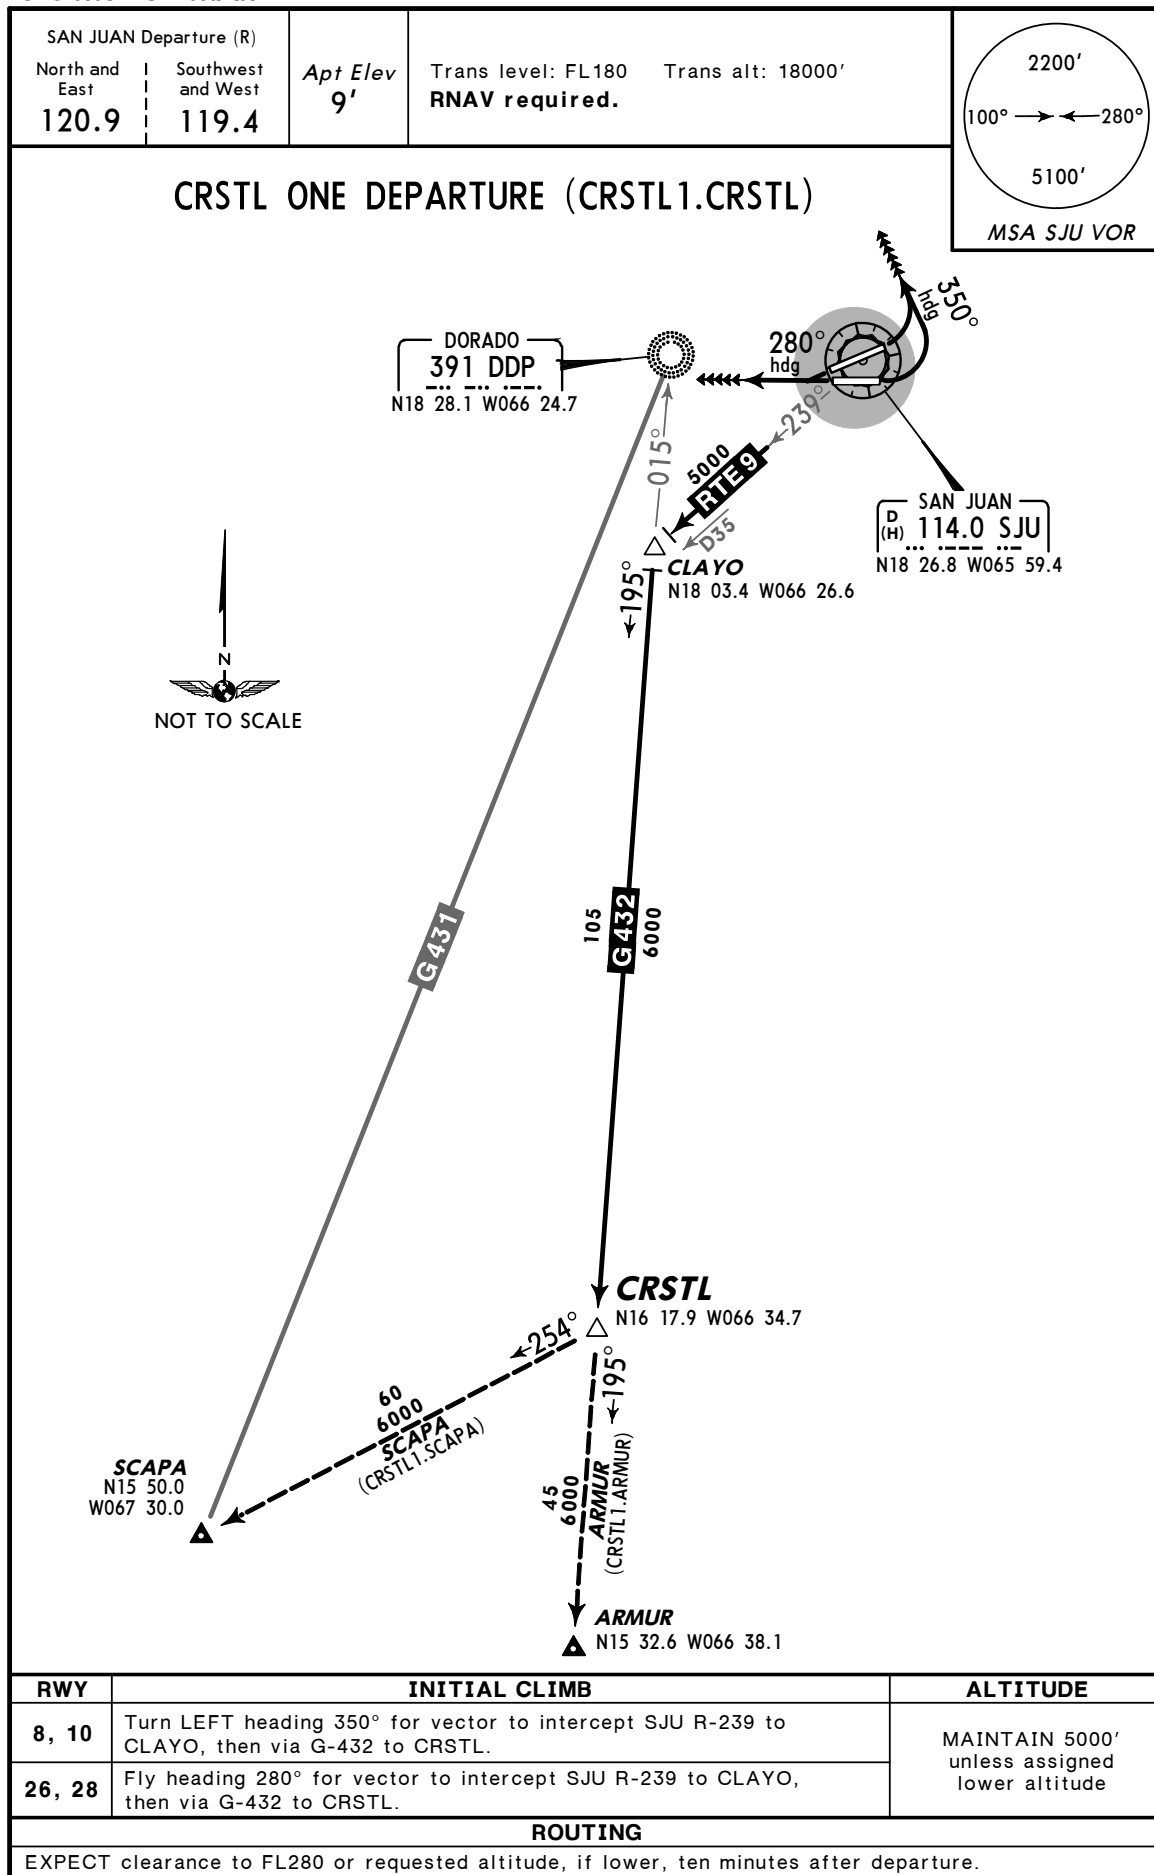 SAN JUAN Departure (R)
North and
East
120.9
Southwest
and West
119.4
Apt Elev
9'
Trans level: FL180 Trans alt: 18000'
RNAV required.
2200'
100° 280°
5100'
MSA SJU VOR
CRSTL ONE DEPARTURE (CRSTL1.CRSTL)
350°
hdg
280°
hdg
DORADO
391 DDP
N18 28.1 W066 24.7
239°
015°
5000
RTE 9
D35
SAN JUAN
D
(H) 114.0 SJU
N18 26.8 W065 59.4
CLAYO
N18 03.4 W066 26.6
195°
N
NOT TO SCALE
G 431
105
G 432
6000
CRSTL
N16 17.9 W066 34.7
254°
195°
60
6000
SCAPA
(CRSTL1.SCAPA)
SCAPA
N15 50.0
W067 30.0
45
6000
ARMUR
(CRSTL1.ARMUR)
ARMUR
N15 32.6 W066 38.1
RWY INITIAL CLIMB ALTITUDE
8, 10
Turn LEFT heading 350° for vector to intercept SJU R-239 to
CLAYO, then via G-432 to CRSTL.
26, 28
Fly heading 280° for vector to intercept SJU R-239 to CLAYO,
then via G-432 to CRSTL.
MAINTAIN 5000'
unless assigned
lower altitude
ROUTING
EXPECT clearance to FL280 or requested altitude, if lower, ten minutes after departure.